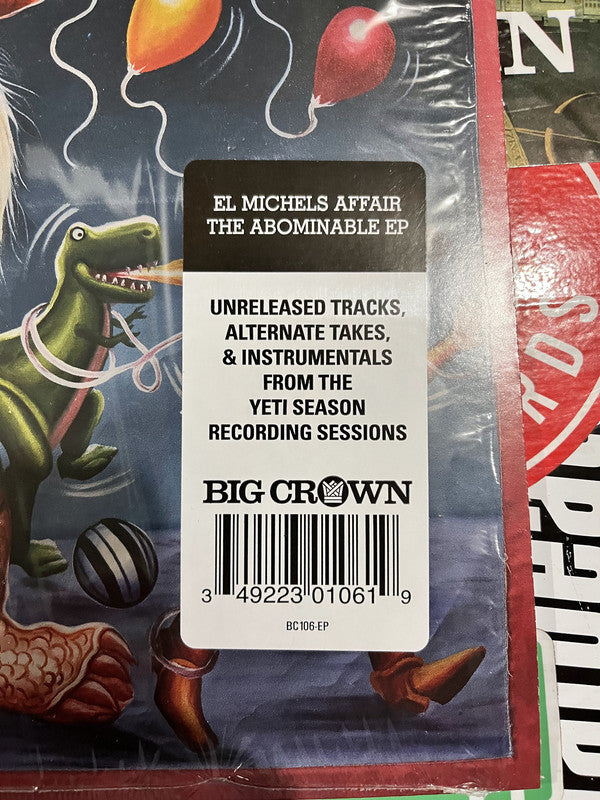 N
EL MICHELS AFFAIR
THE ABOMINABLE EP
UNRELEASED TRACKS,
ALTERNATE TAKES,
& INSTRUMENTALS
FROM THE
YETI SEASON
RECORDING SESSIONS
BIG CROWN
3 49223 01061 9
BC106-EP
RDS